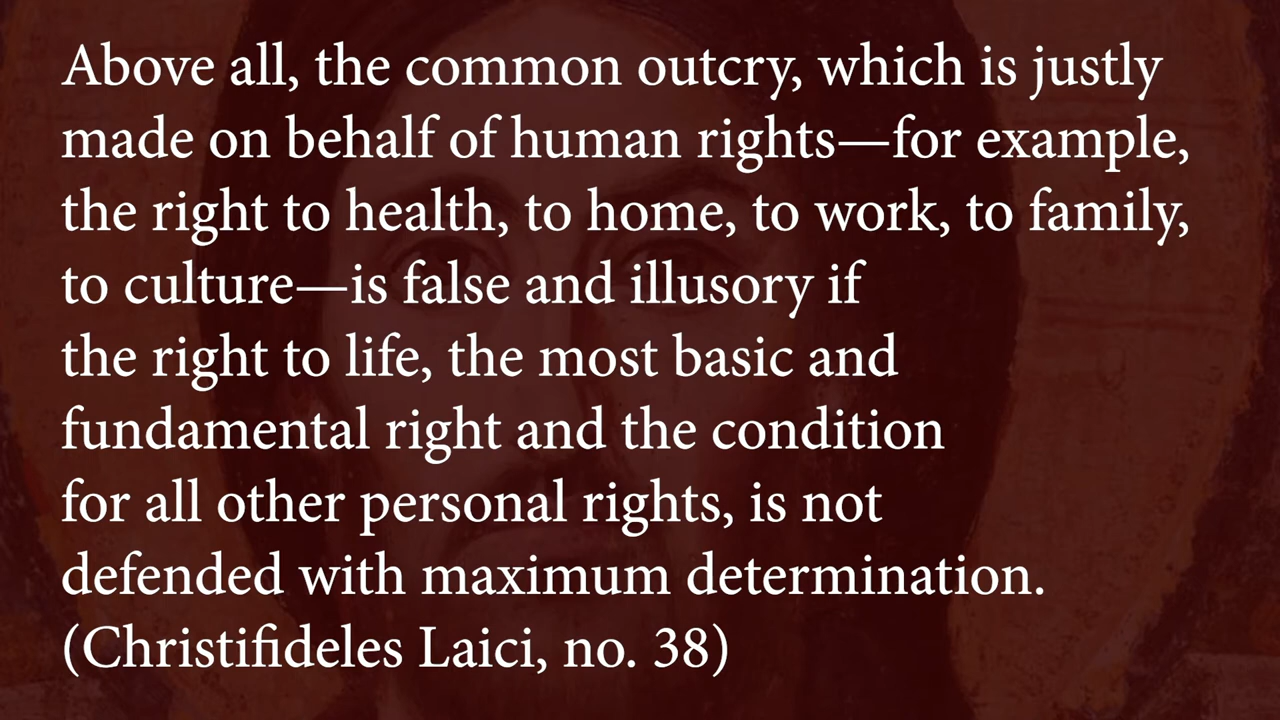 Above all, the common outcry, which is justly
made on behalf of human rights—for example,
the right to health, to home, to work, to family,
to culture—is false and illusory if
the right to life, the most basic and
fundamental right and the condition
for all other personal rights, is not
defended with maximum determination.
(Christifideles Laici, no. 38)